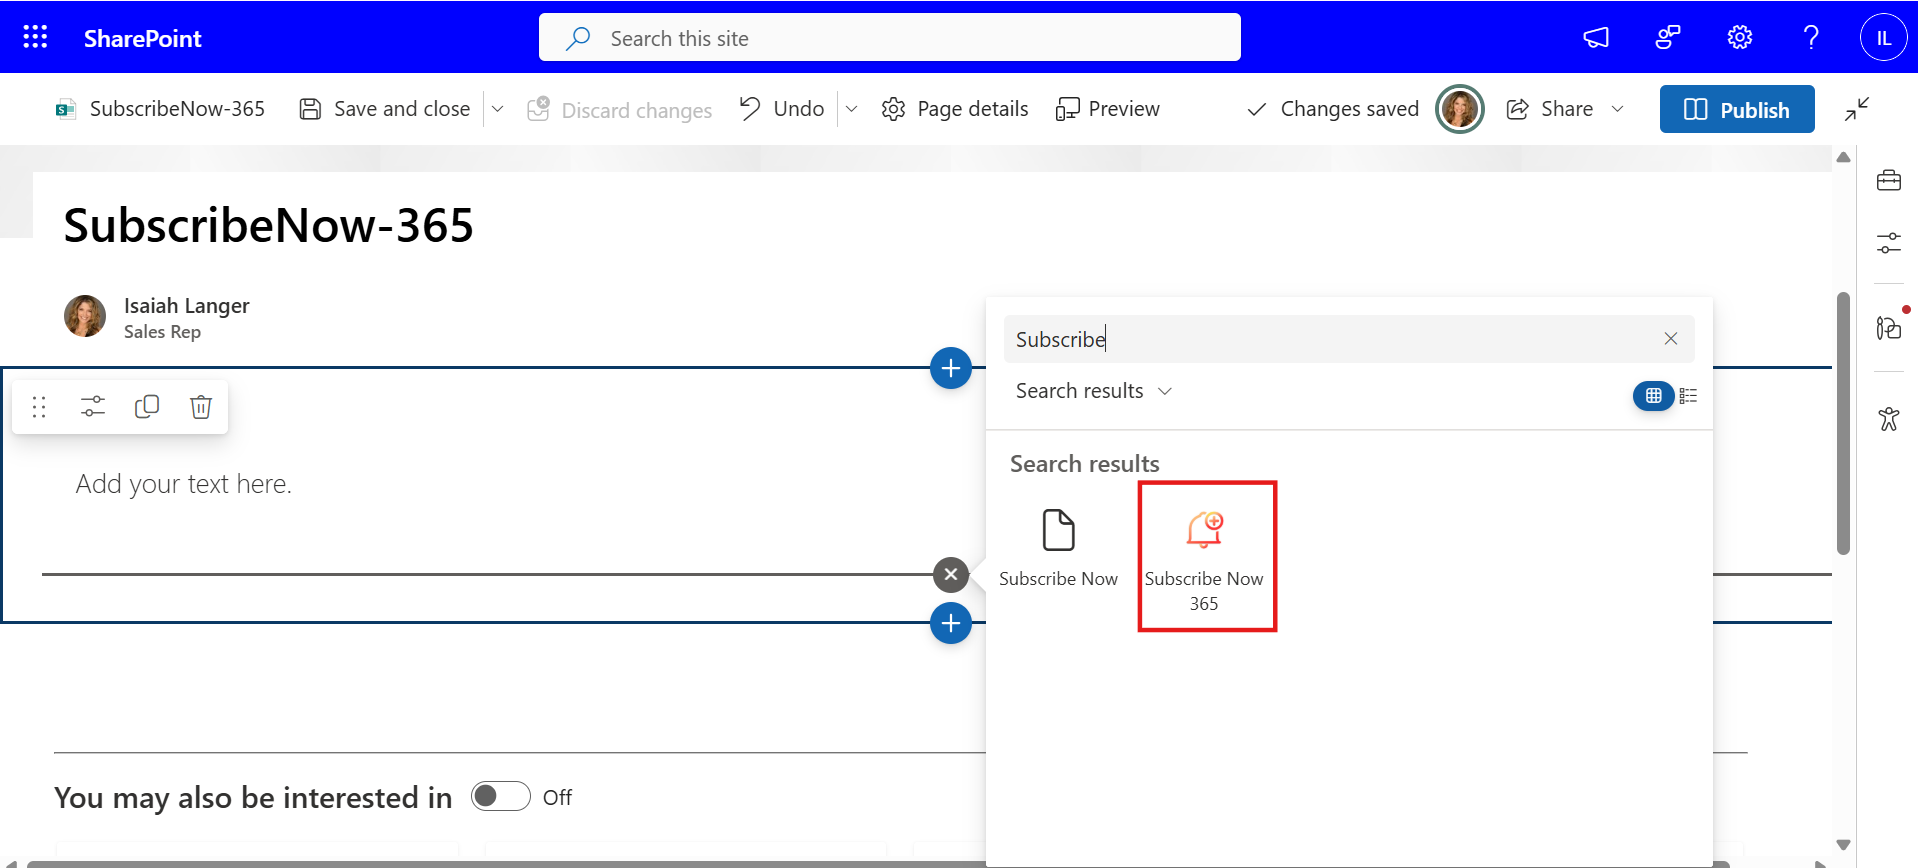 SharePoint
Search this site
IL
SubscribeNow-365
Save and close
Discard changes
Undo
Page details
Preview
Changes saved
Share
Publish
SubscribeNow-365
Isaiah Langer
Sales Rep
Subscribe
Search results
Search results
Subscribe Now
Subscribe Now
365
Add your text here.
You may also be interested in
Off